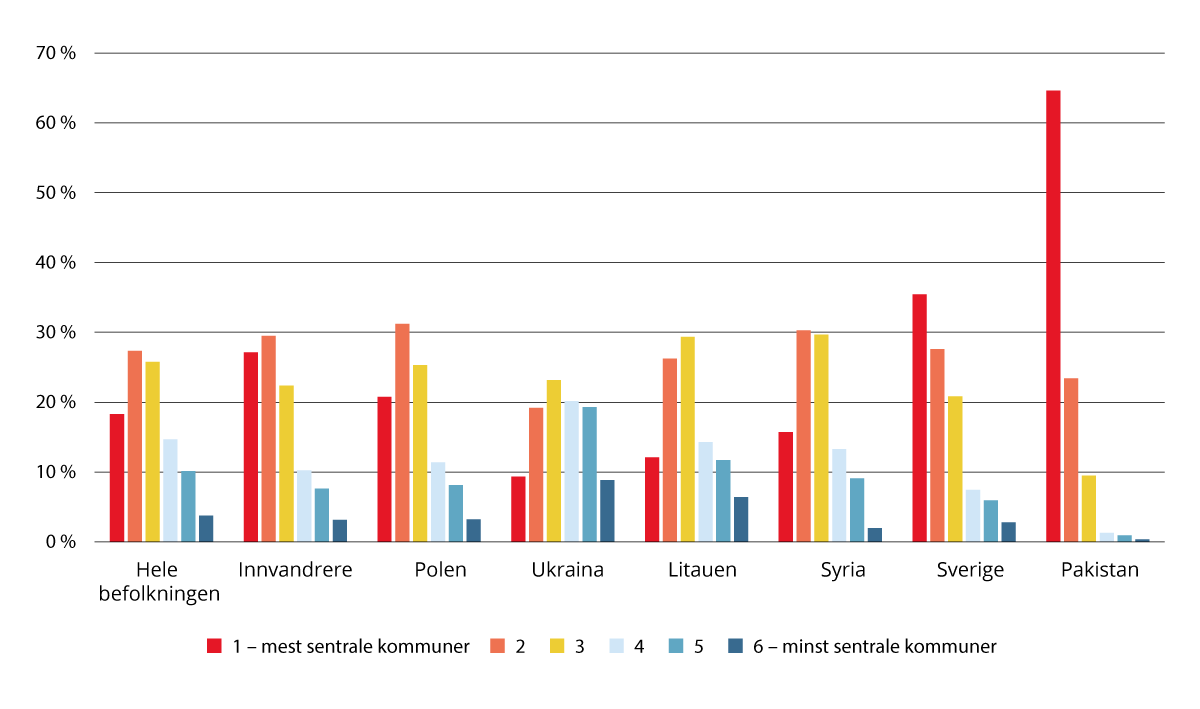 70 %
60 %
50 %
40 %
30 %
20 %
10 %
0 %
Hele befolkningen
Innvandrere
Polen
Ukraina
Litauen
Syria
Sverige
Pakistan
1 – mest sentrale kommuner 2 3 4 5 6 – minst sentrale kommuner